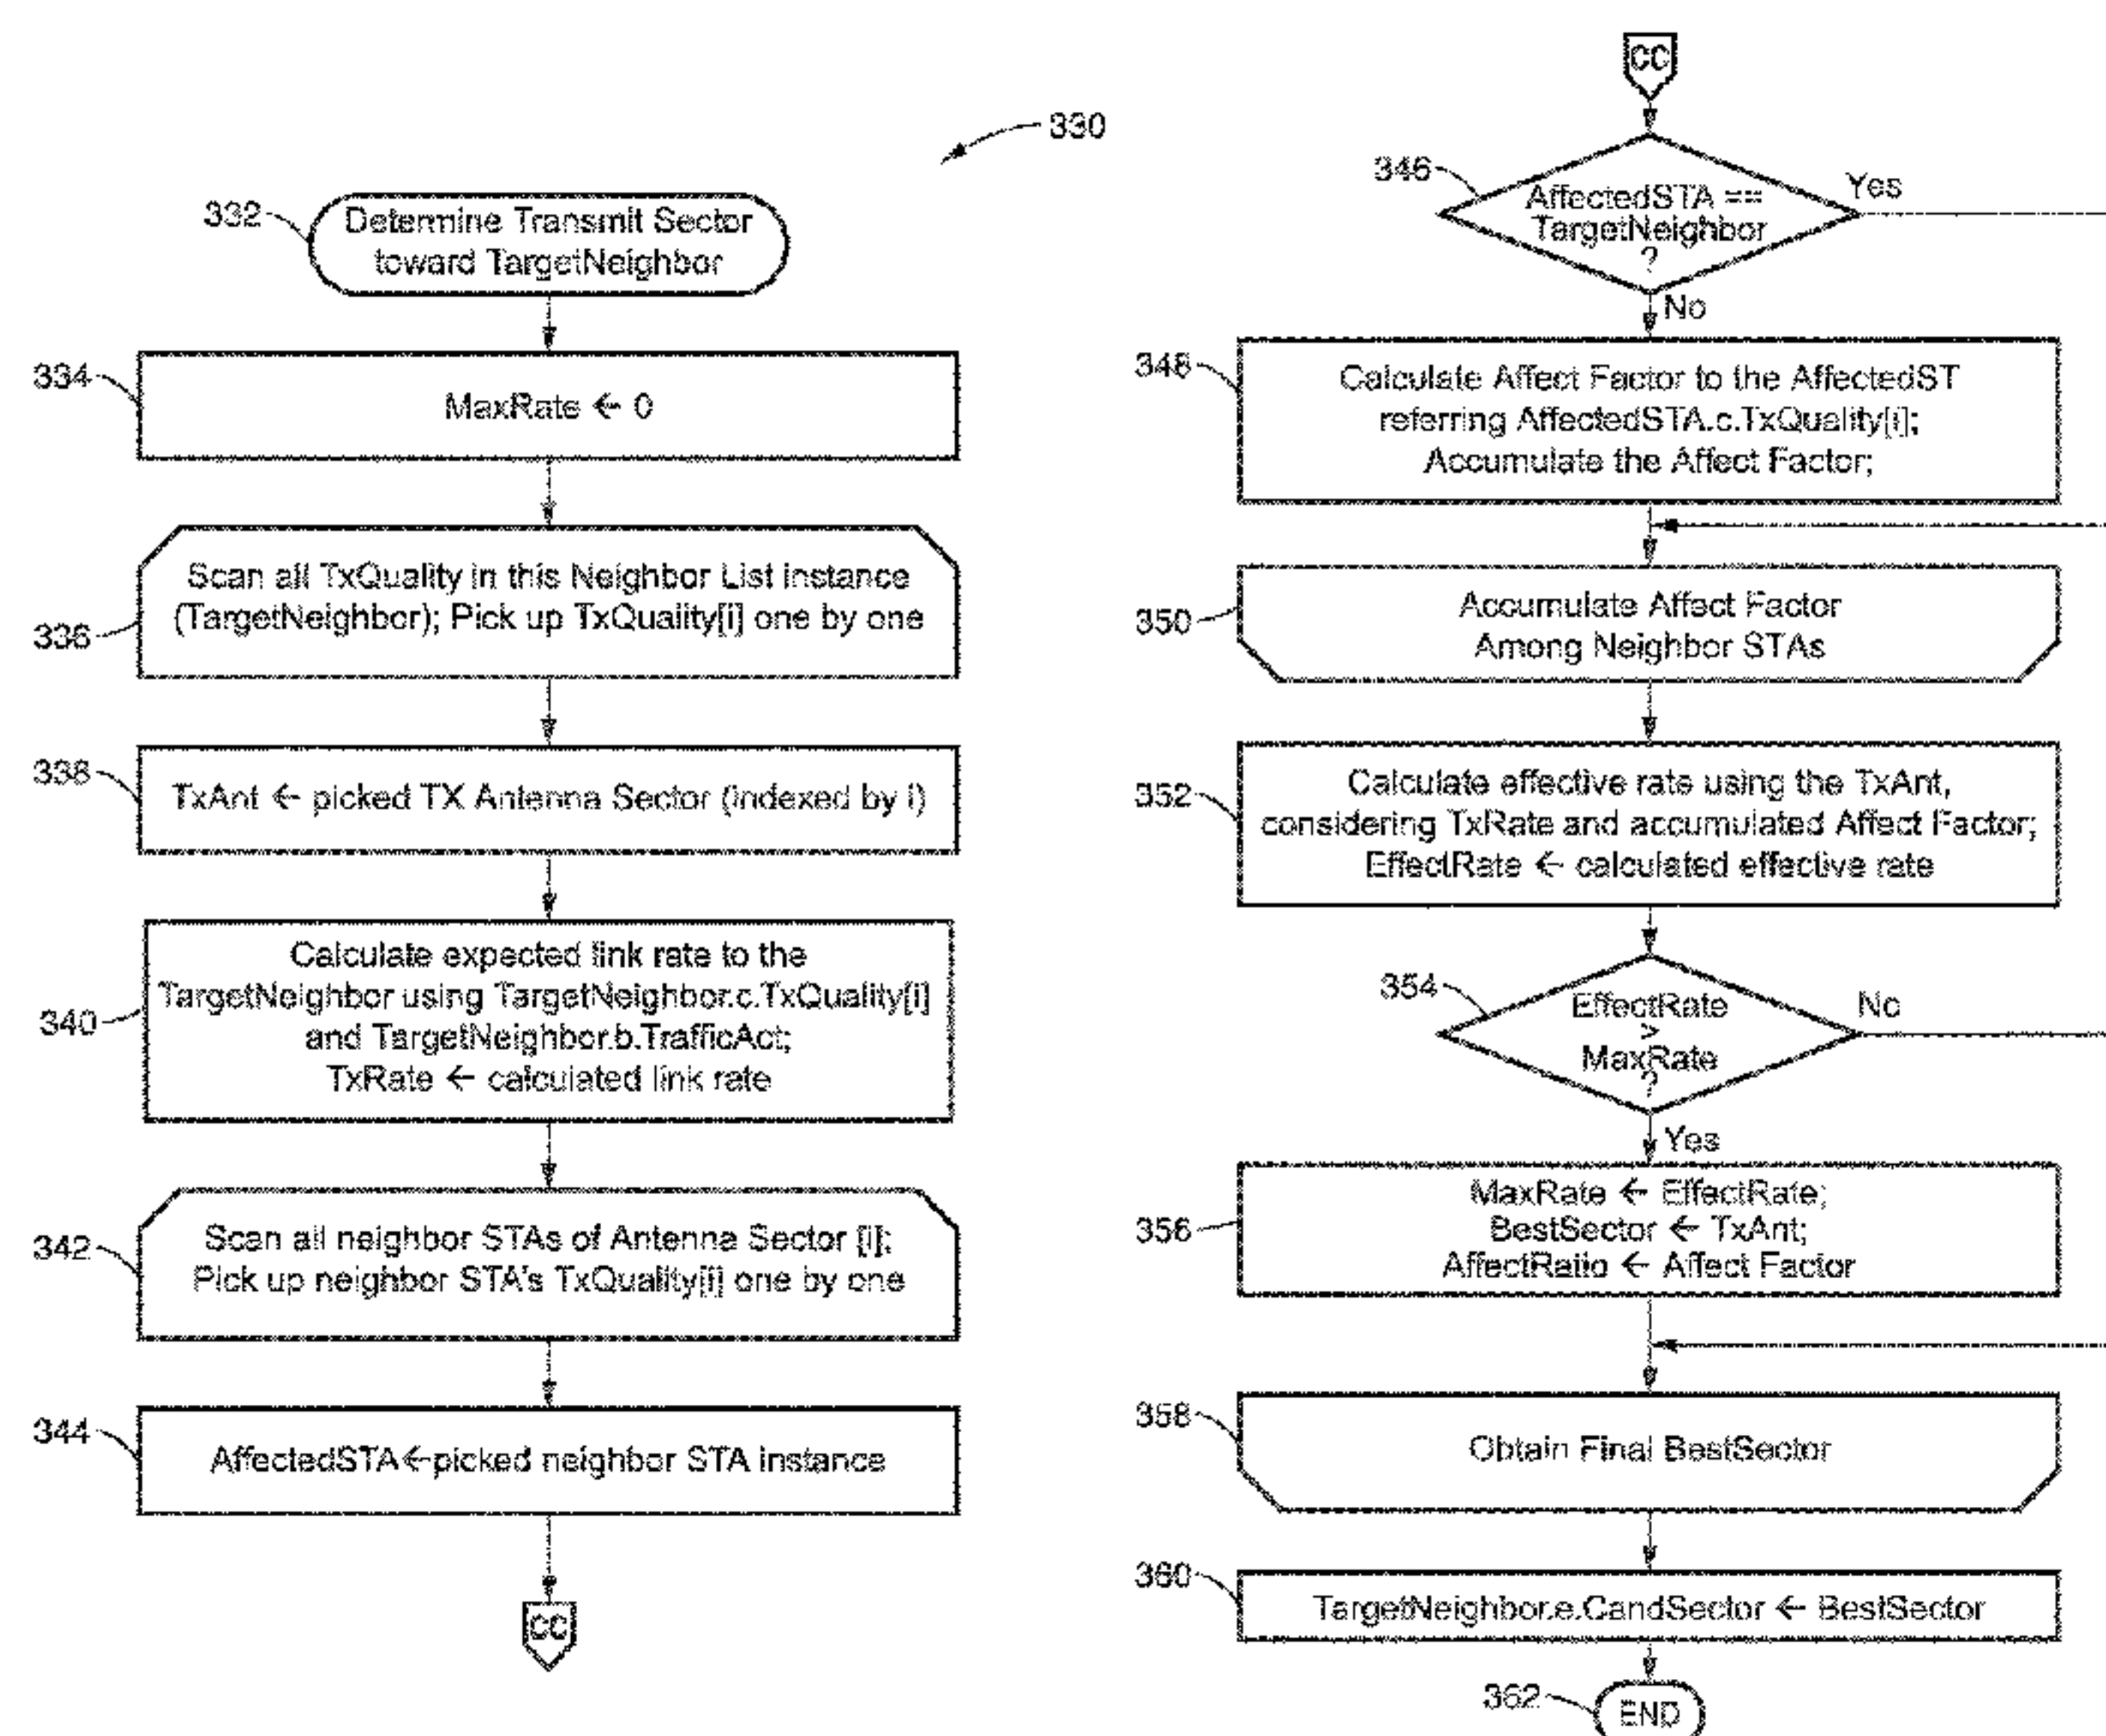 330
332
Determine Transmit Sector
toward TargetNeighbor
334
MaxRate ← 0
336
Scan all TxQuality in this Neighbor List instance
(TargetNeighbor); Pick up TxQuality[i] one by one
338
TxAnt ← picked TX Antenna Sector (indexed by i)
340
Calculate expected link rate to the
TargetNeighbor using TargetNeighbor.c.TxQuality[i]
and TargetNeighbor.b.TrafficAct;
TxRate ← calculated link rate
342
Scan all neighbor STAs of Antenna Sector [i];
Pick up neighbor STA's TxQuality[i] one by one
344
AffectedSTA←picked neighbor STA instance
CC
CC
346
AffectedSTA ==
TargetNeighbor
?
Yes
No
348
Calculate Affect Factor to the AffectedST
referring AffectedSTA.c.TxQuality[i];
Accumulate the Affect Factor;
350
Accumulate Affect Factor
Among Neighbor STAs
352
Calculate effective rate using the TxAnt,
considering TxRate and accumulated Affect Factor;
EffectRate ← calculated effective rate
354
EffectRate
>
MaxRate
?
No
Yes
356
MaxRate ← EffectRate;
BestSector ← TxAnt;
AffectRatio ← Affect Factor
358
Obtain Final BestSector
360
TargetNeighbor.e.CandSector ← BestSector
362
END